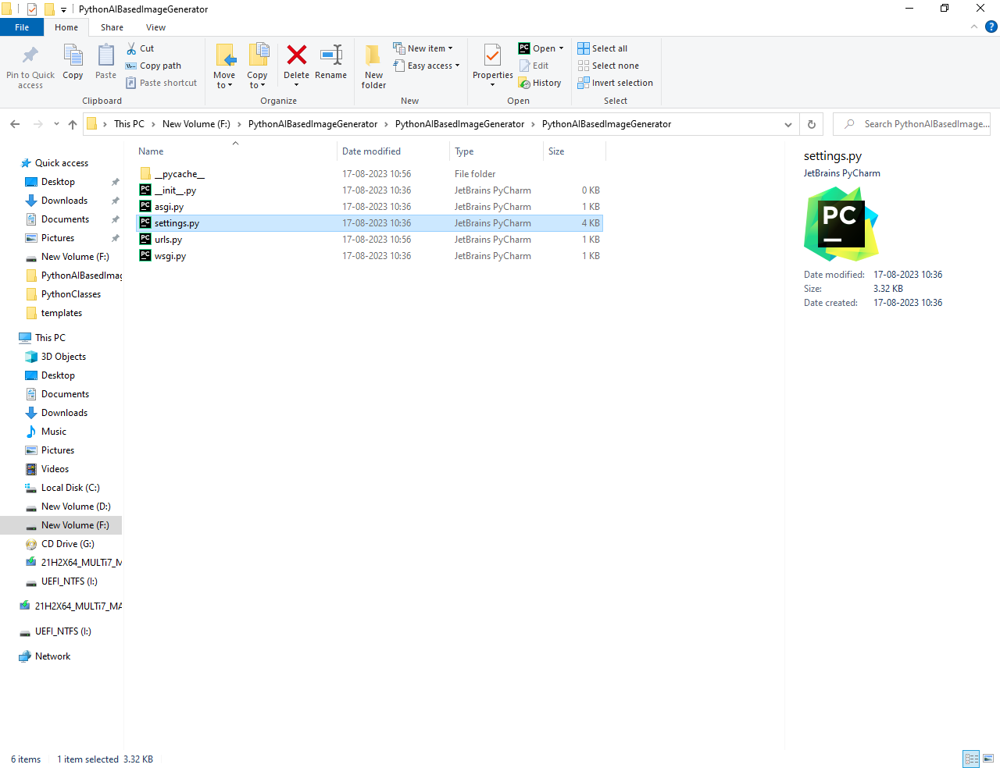 PythonAIBasedImageGenerator
File Home Share View
Pin to Quick access
Copy
Paste
Cut
Copy path
Paste shortcut
Clipboard
Move to
Copy to
Delete
Rename
Organize
New folder
New item
Easy access
New
Properties
PC Open
Edit
History
Open
Select all
Select none
Invert selection
Select
This PC > New Volume (F:) > PythonAIBasedImageGenerator > PythonAIBasedImageGenerator > PythonAIBasedImageGenerator
Search PythonAIBasedImage...
Quick access
Desktop
Downloads
Documents
Pictures
New Volume (F:)
PythonAIBasedImag
PythonClasses
templates
This PC
3D Objects
Desktop
Documents
Downloads
Music
Pictures
Videos
Local Disk (C:)
New Volume (D:)
New Volume (F:)
CD Drive (G:)
21H2X64_MULTi7_M
UEFI_NTFS (I:)
21H2X64_MULTi7_MA
UEFI_NTFS (I:)
Network
Name Date modified Type Size
__pycache__ 17-08-2023 10:56 File folder
PC __init__.py 17-08-2023 10:36 JetBrains PyCharm 0 KB
PC asgi.py 17-08-2023 10:36 JetBrains PyCharm 1 KB
PC settings.py 17-08-2023 10:36 JetBrains PyCharm 4 KB
PC urls.py 17-08-2023 10:56 JetBrains PyCharm 1 KB
PC wsgi.py 17-08-2023 10:36 JetBrains PyCharm 1 KB
settings.py
JetBrains PyCharm
PC
Date modified: 17-08-2023 10:36
Size: 3.32 KB
Date created: 17-08-2023 10:36
6 items 1 item selected 3.32 KB